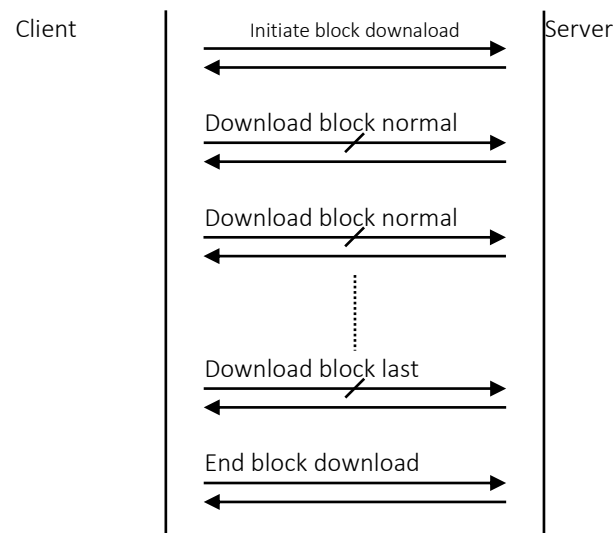 Client
Initiate block downaload
Server
Download block normal
Download block normal
Download block last
End block download